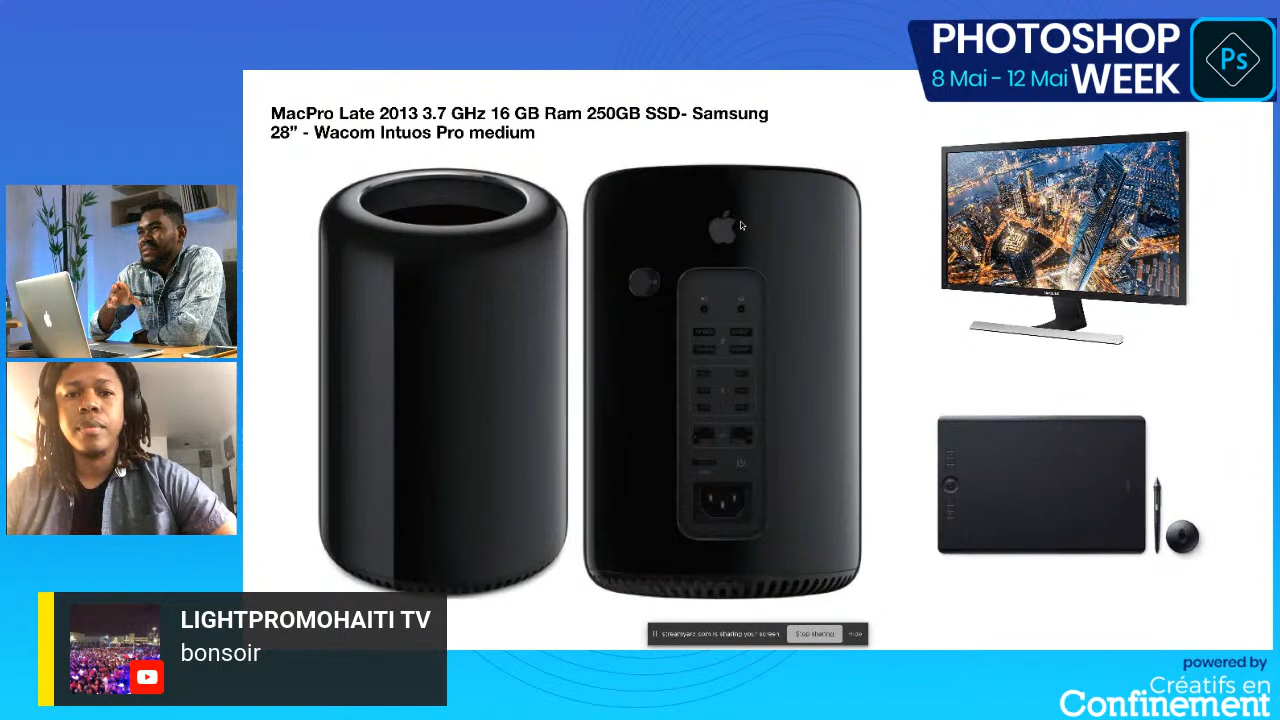 PHOTOSHOP
8 Mai - 12 Mai WEEK
Ps
MacPro Late 2013 3.7 GHz 16 GB Ram 250GB SSD- Samsung
28” - Wacom Intuos Pro medium
SAMSUNG
LIGHTPROMOHAITI TV
bonsoir
streamyard.com is sharing your screen.
Stop sharing
Hide
powered by
Créatifs en
Confinement